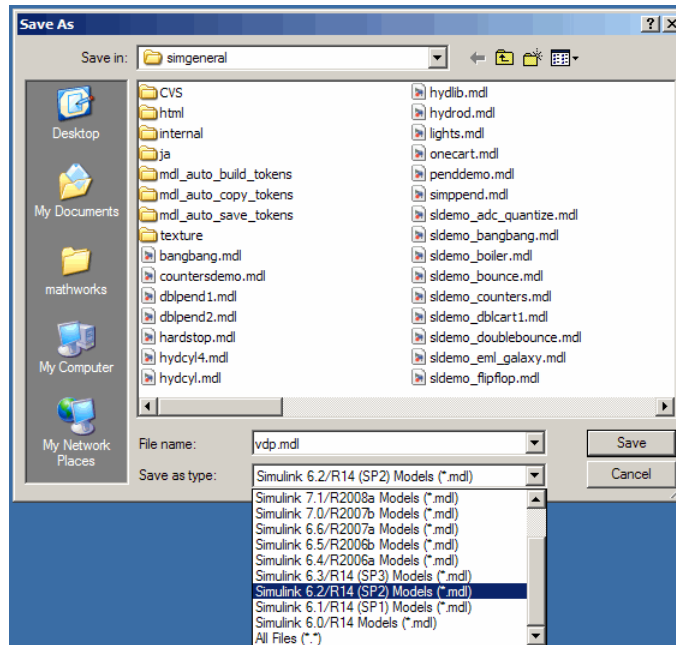 Save As
Save in:
simgeneral
Desktop
My Documents
mathworks
My Computer
My Network
Places
CVS
html
internal
ja
mdl_auto_build_tokens
mdl_auto_copy_tokens
mdl_auto_save_tokens
texture
bangbang.mdl
countersdemo.mdl
dblpend1.mdl
dblpend2.mdl
hardstop.mdl
hydcyl4.mdl
hydcyl.mdl
hydlib.mdl
hydrod.mdl
lights.mdl
onecart.mdl
penddemo.mdl
simppend.mdl
sldemo_adc_quantize.mdl
sldemo_bangbang.mdl
sldemo_boiler.mdl
sldemo_bounce.mdl
sldemo_counters.mdl
sldemo_dblcart1.mdl
sldemo_doublebounce.mdl
sldemo_eml_galaxy.mdl
sldemo_flipflop.mdl
File name:
vdp.mdl
Save
Save as type:
Simulink 6.2/R14 (SP2) Models (*.mdl)
Cancel
Simulink 7.1/R2008a Models (*.mdl)
Simulink 7.0/R2007b Models (*.mdl)
Simulink 6.6/R2007a Models (*.mdl)
Simulink 6.5/R2006b Models (*.mdl)
Simulink 6.4/R2006a Models (*.mdl)
Simulink 6.3/R14 (SP3) Models (*.mdl)
Simulink 6.2/R14 (SP2) Models (*.mdl)
Simulink 6.1/R14 (SP1) Models (*.mdl)
Simulink 6.0/R14 Models (*.mdl)
All Files (*.*)